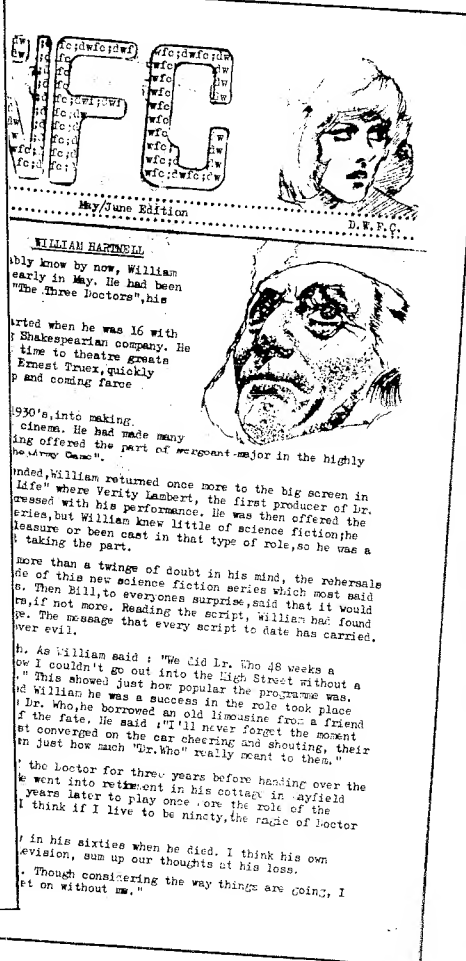 WFC
May/June Edition
D.W.F.C.
WILLIAM HARTNELL
bly know by now, William
early in May. He had been
"The Three Doctors",his
rted when he was 16 with
Shakespearian company. He
time to theatre greats
Ernest Truex,quickly
p and coming farce
1930's,into making.
cinema. He had made many
ing offered the part of sergeant-major in the highly
he Army Game".
nded,William returned once more to the big screen in
Life" where Verity Lambert, the first producer of Dr.
ressed with his performance. He was then offered the
eries,but William knew little of science fiction;he
leasure or been cast in that type of role,so he was a
taking the part.
more than a twinge of doubt in his mind, the rehersals
de of this new science fiction series which most said
s. Then Bill,to everyones surprise,said that it would
rs,if not more. Reading the script, William had found
ge. The message that every script to date has carried.
ver evil.
h. As William said : "We did Dr. Who 48 weeks a
ow I couldn't go out into the High Street without a
." This showed just how popular the programme was.
d William he was a success in the role took place
Dr. Who,he borrowed an old limousine from a friend
f the fate. He said :"I'll never forget the moment
st converged on the car cheering and shouting, their
n just how much "Dr.Who" really meant to them."
the Doctor for three years before handing over the
e went into retirment in his cottage in Mayfield
years later to play once more the role of the
I think if I live to be ninety,the magic of Doctor
in his sixties when he died. I think his own
evision, sum up our thoughts at his loss.
. Though considering the way things are going, I
et on without me."